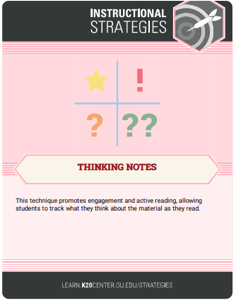 INSTRUCTIONAL
STRATEGIES
!
? ??
THINKING NOTES
This technique promotes engagement and active reading, allowing
students to track what they think about the material as they read.
LEARN.K20CENTER.OU.EDU/STRATEGIES